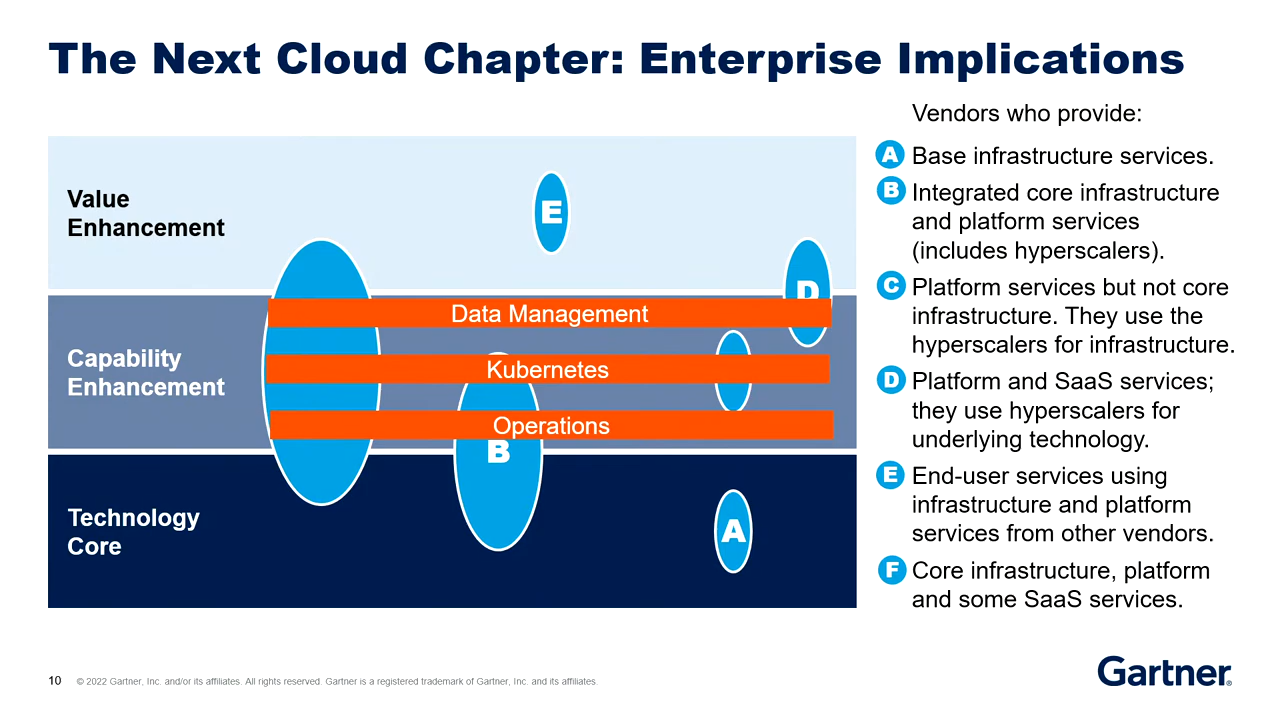 The Next Cloud Chapter: Enterprise Implications
Value
Enhancement
Capability
Enhancement
Technology
Core
E
D
Data Management
Kubernetes
Operations
B
A
Vendors who provide:
A Base infrastructure services.
B Integrated core infrastructure
and platform services
(includes hyperscalers).
C Platform services but not core
infrastructure. They use the
hyperscalers for infrastructure.
D Platform and SaaS services;
they use hyperscalers for
underlying technology.
E End-user services using
infrastructure and platform
services from other vendors.
F Core infrastructure, platform
and some SaaS services.
10 © 2022 Gartner, Inc. and/or its affiliates. All rights reserved. Gartner is a registered trademark of Gartner, Inc. and its affiliates.
Gartner®